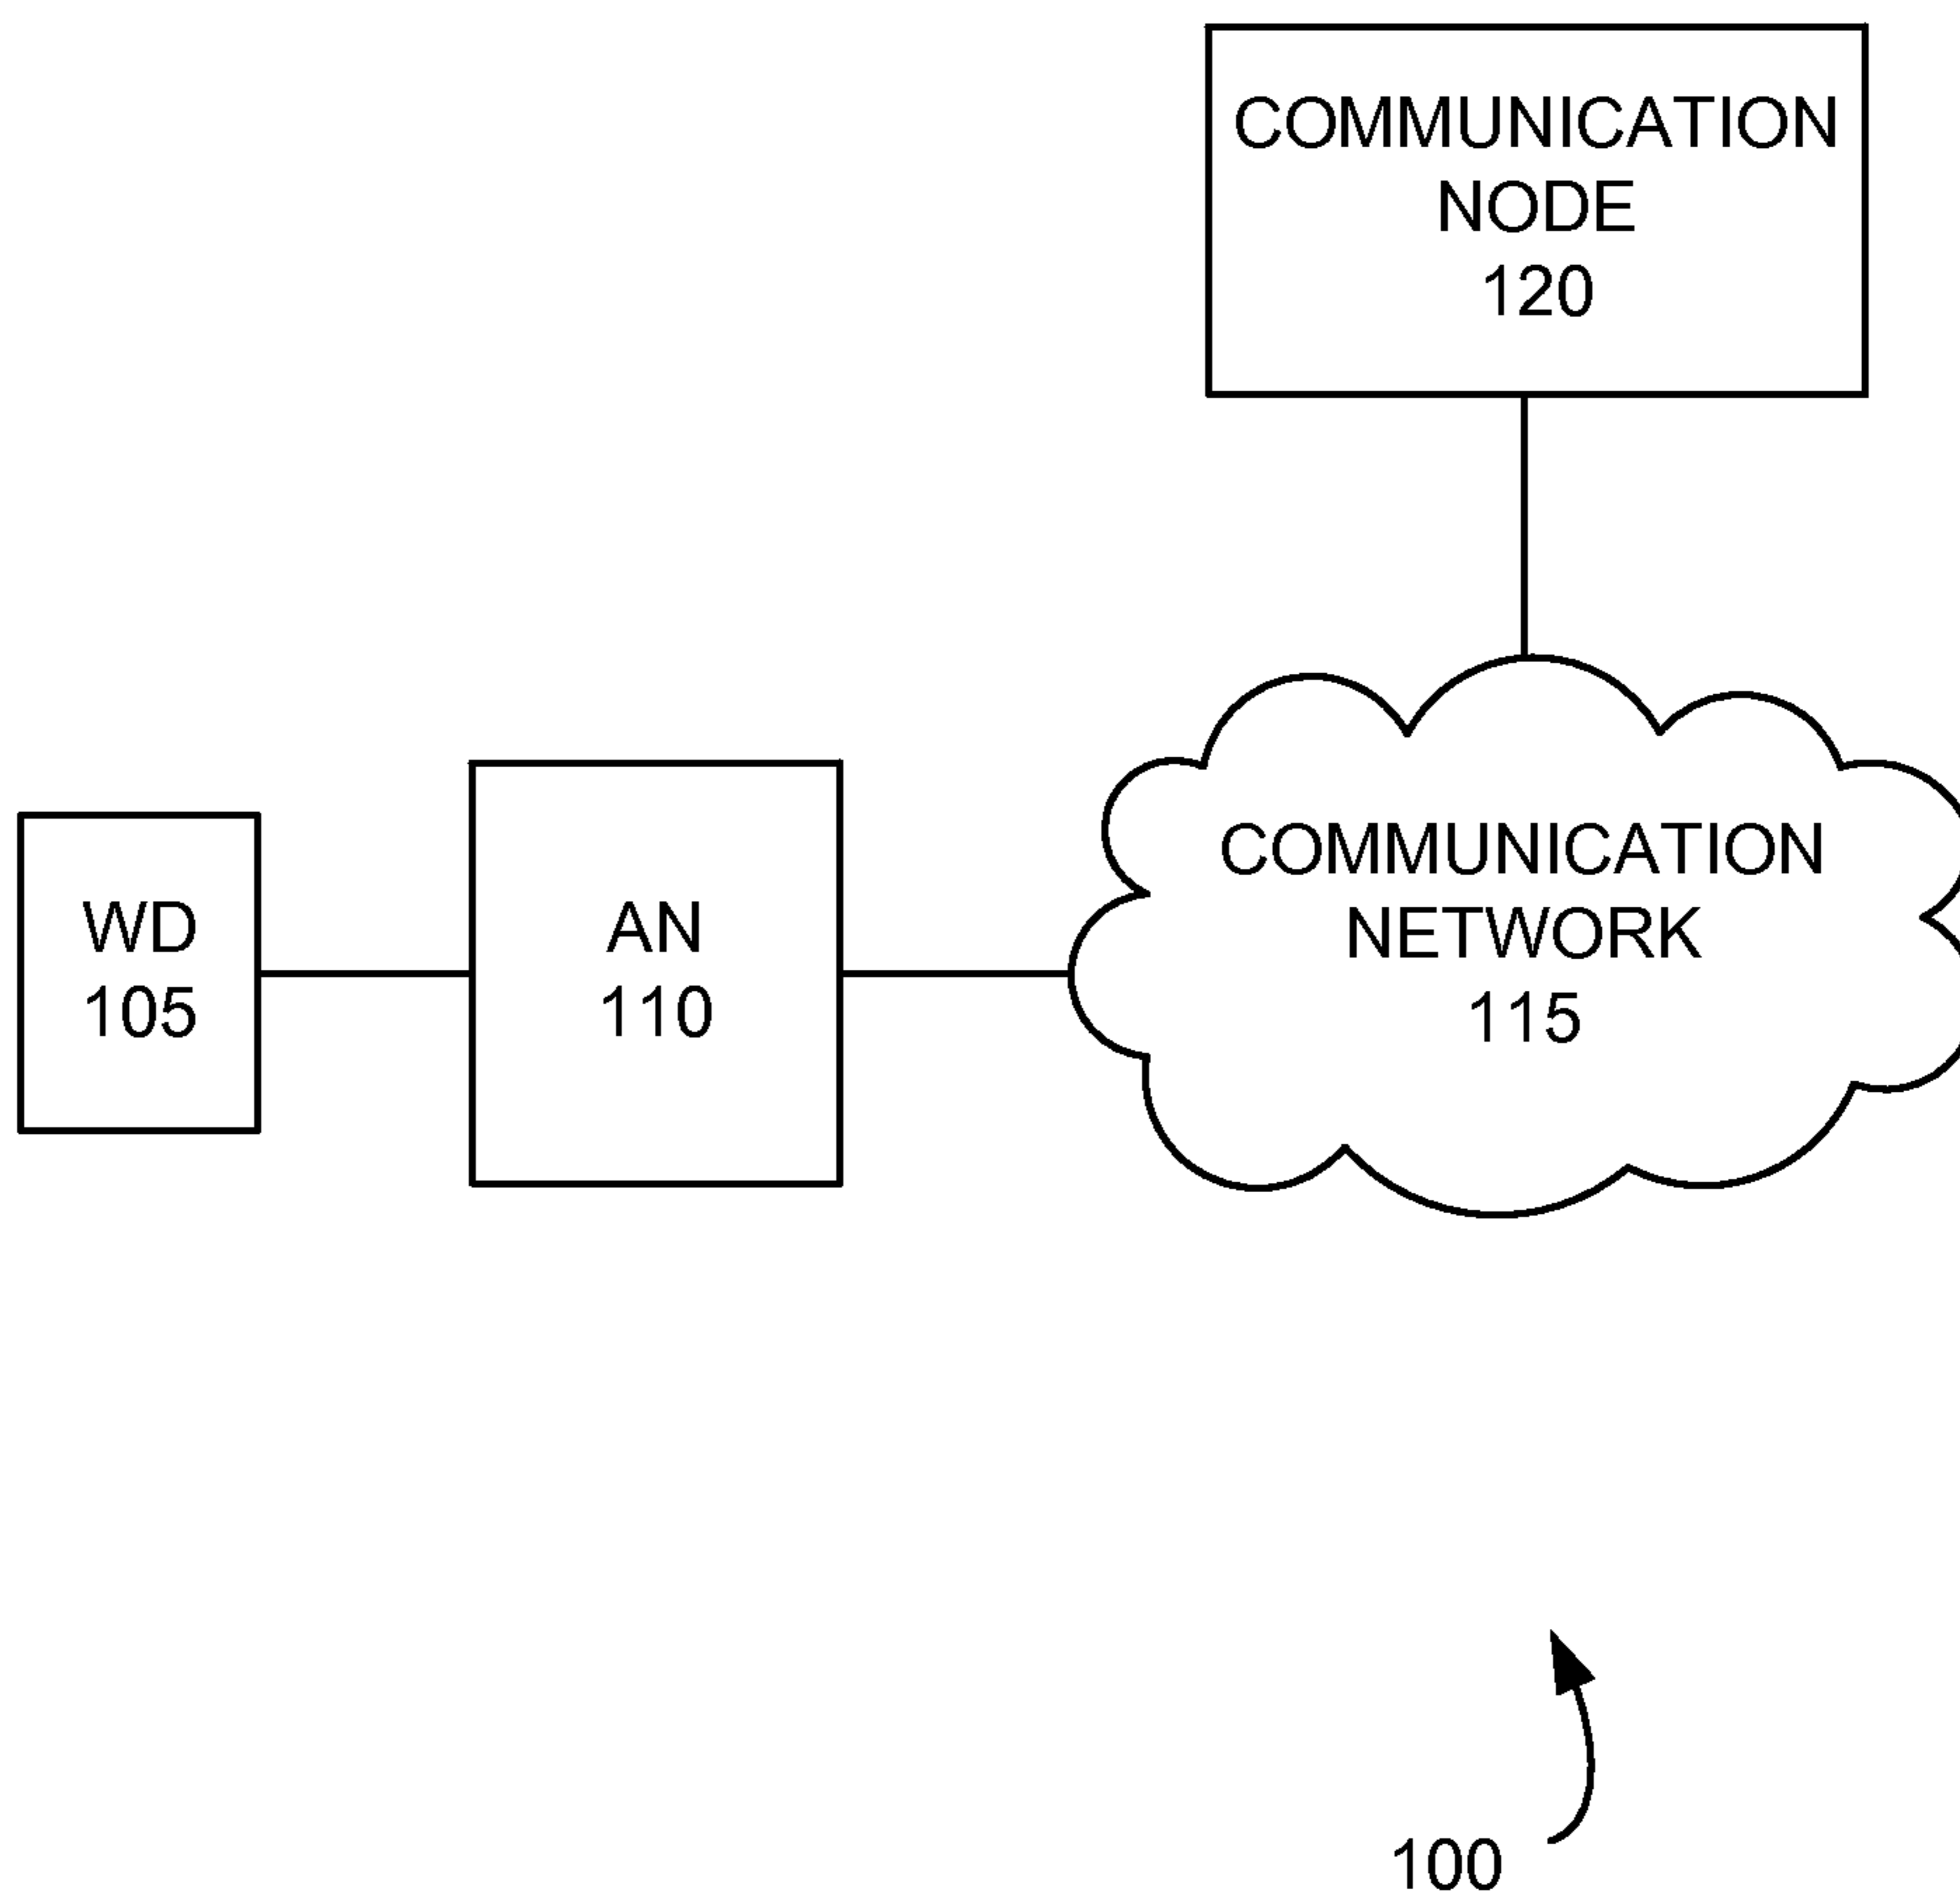 COMMUNICATION
NODE
120
WD
105
AN
110
COMMUNICATION
NETWORK
115
100